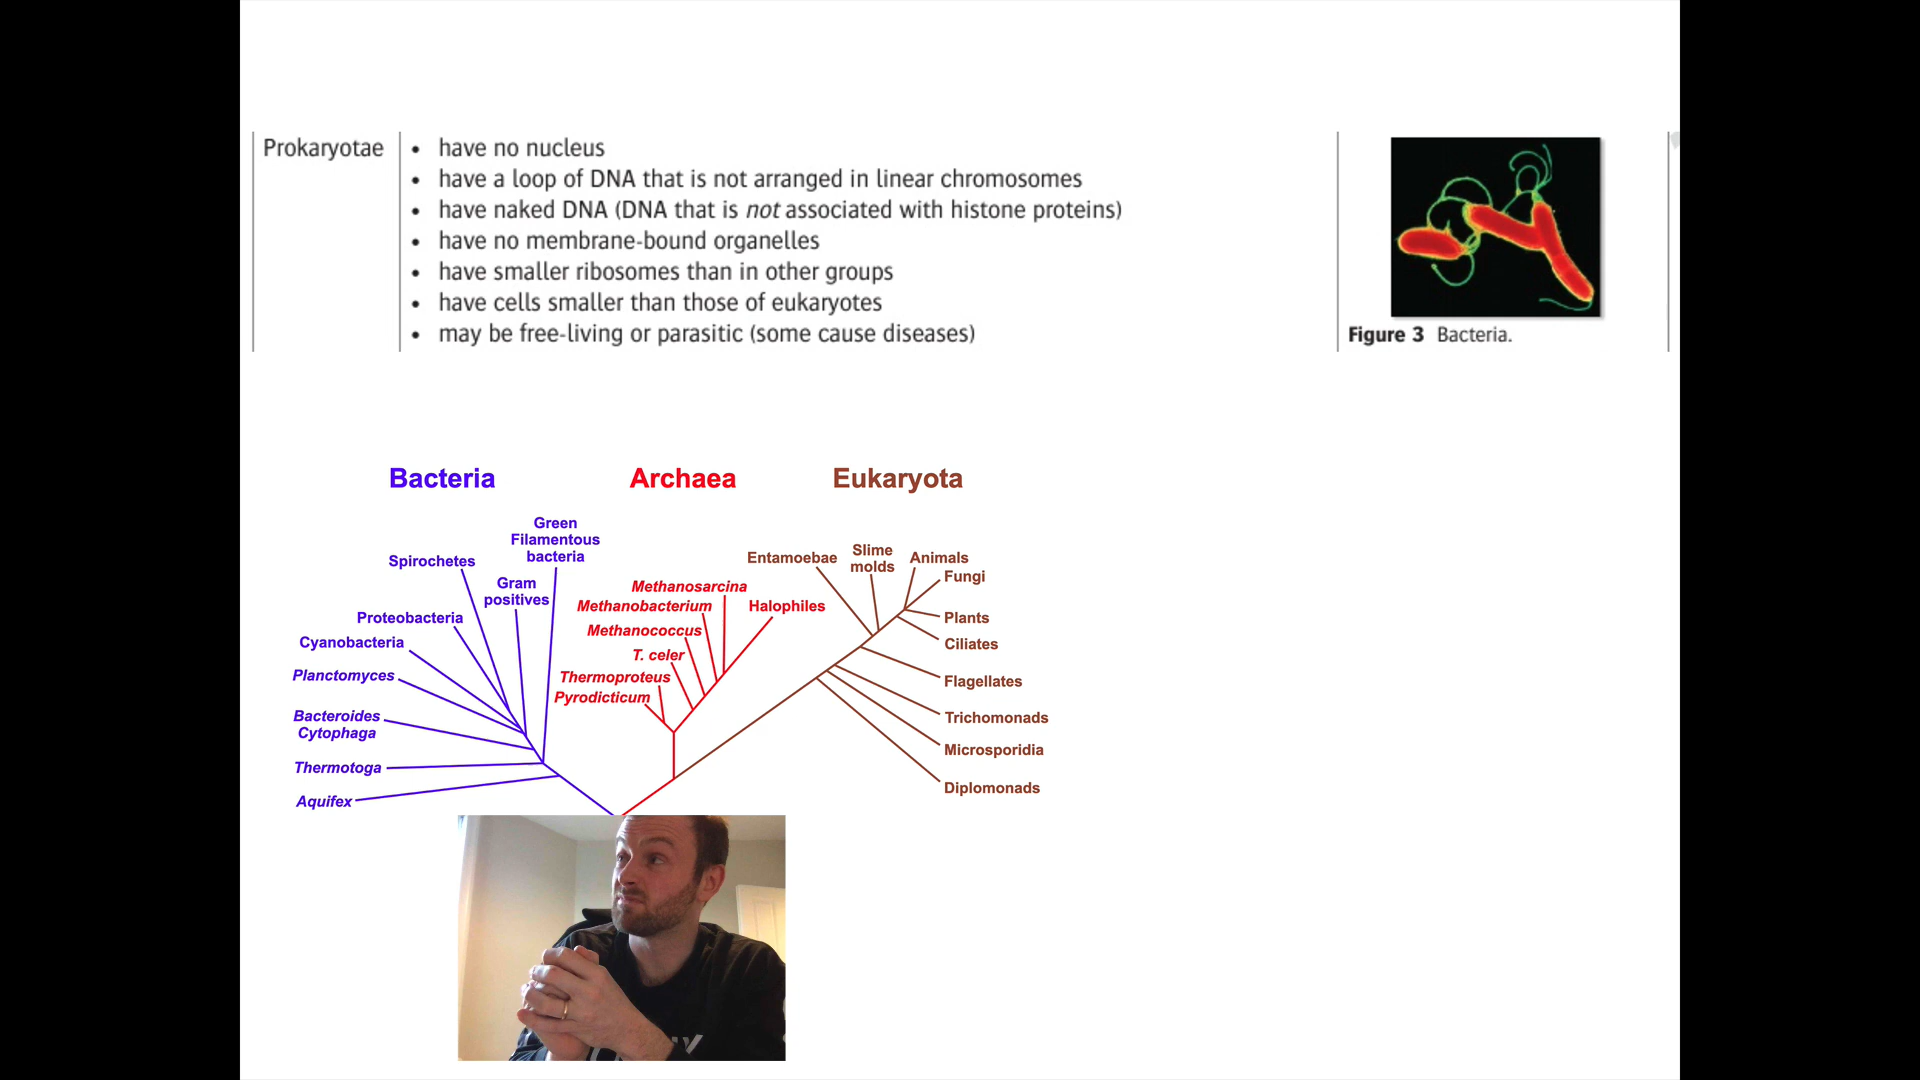 Prokaryotae
• have no nucleus
• have a loop of DNA that is not arranged in linear chromosomes
• have naked DNA (DNA that is not associated with histone proteins)
• have no membrane-bound organelles
• have smaller ribosomes than in other groups
• have cells smaller than those of eukaryotes
• may be free-living or parasitic (some cause diseases)
Figure 3 Bacteria.
Bacteria
Archaea
Eukaryota
Green
Filamentous
bacteria
Spirochetes
Gram
positives
Proteobacteria
Cyanobacteria
Planctomyces
Bacteroides
Cytophaga
Thermotoga
Aquifex
Methanosarcina
Methanobacterium
Halophiles
Methanococcus
T. celer
Thermoproteus
Pyrodicticum
Entamoebae
Slime
molds
Animals
Fungi
Plants
Ciliates
Flagellates
Trichomonads
Microsporidia
Diplomonads